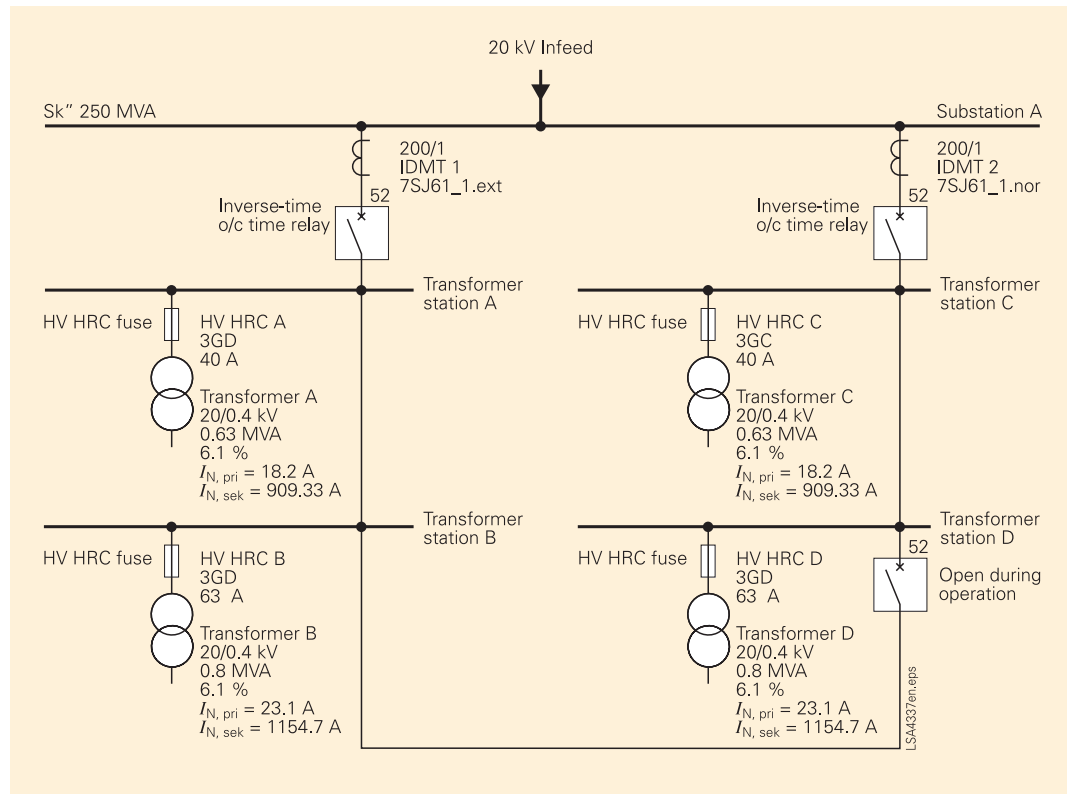 20 kV Infeed
Sk" 250 MVA
Substation A
200/1
IDMT 1
7SJ61_1.ext
52
Inverse-time
o/c time relay
200/1
IDMT 2
7SJ61_1.nor
52
Inverse-time
o/c time relay
Transformer
station A
HV HRC fuse
HV HRC A
3GD
40 A
Transformer A
20/0.4 kV
0.63 MVA
6.1 %
IN, pri = 18.2 A
IN, sek = 909.33 A
Transformer
station C
HV HRC fuse
HV HRC C
3GC
40 A
Transformer C
20/0.4 kV
0.63 MVA
6.1 %
IN, pri = 18.2 A
IN, sek = 909.33 A
Transformer
station B
HV HRC fuse
HV HRC B
3GD
63 A
Transformer B
20/0.4 kV
0.8 MVA
6.1 %
IN, pri = 23.1 A
IN, sek = 1154.7 A
Transformer
station D
HV HRC fuse
HV HRC D
3GD
63 A
Transformer D
20/0.4 kV
0.8 MVA
6.1 %
IN, pri = 23.1 A
IN, sek = 1154.7 A
52
Open during
operation
LSA4337en.eps